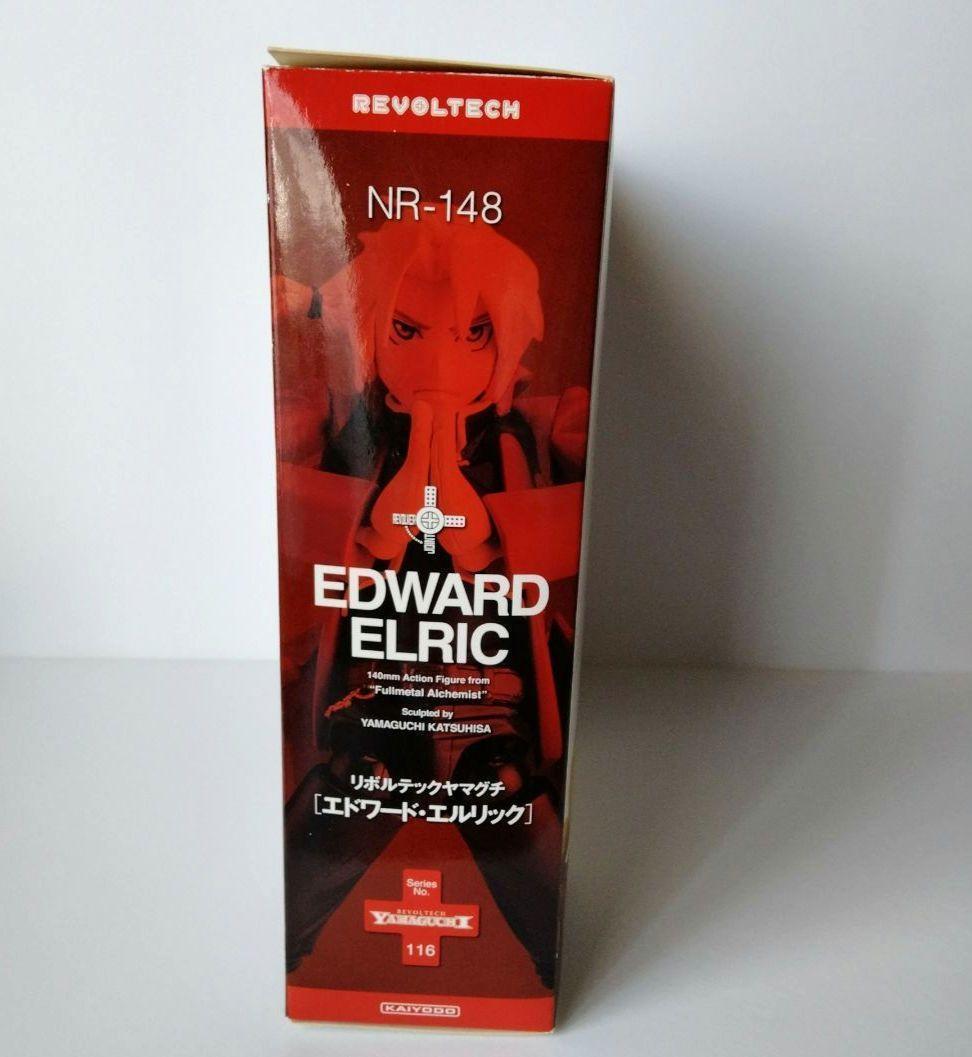 REVOLTECH
NR-148
REVOLVER
JOINT
EDWARD
ELRIC
140mm Action Figure from
"Fullmetal Alchemist"
Sculpted by
YAMAGUCHI KATSUHISA
リボルテックヤマグチ
[エドワード・エルリック]
Series
No.
REVOLTECH
YAMAGUCHI
116
KAIYODO